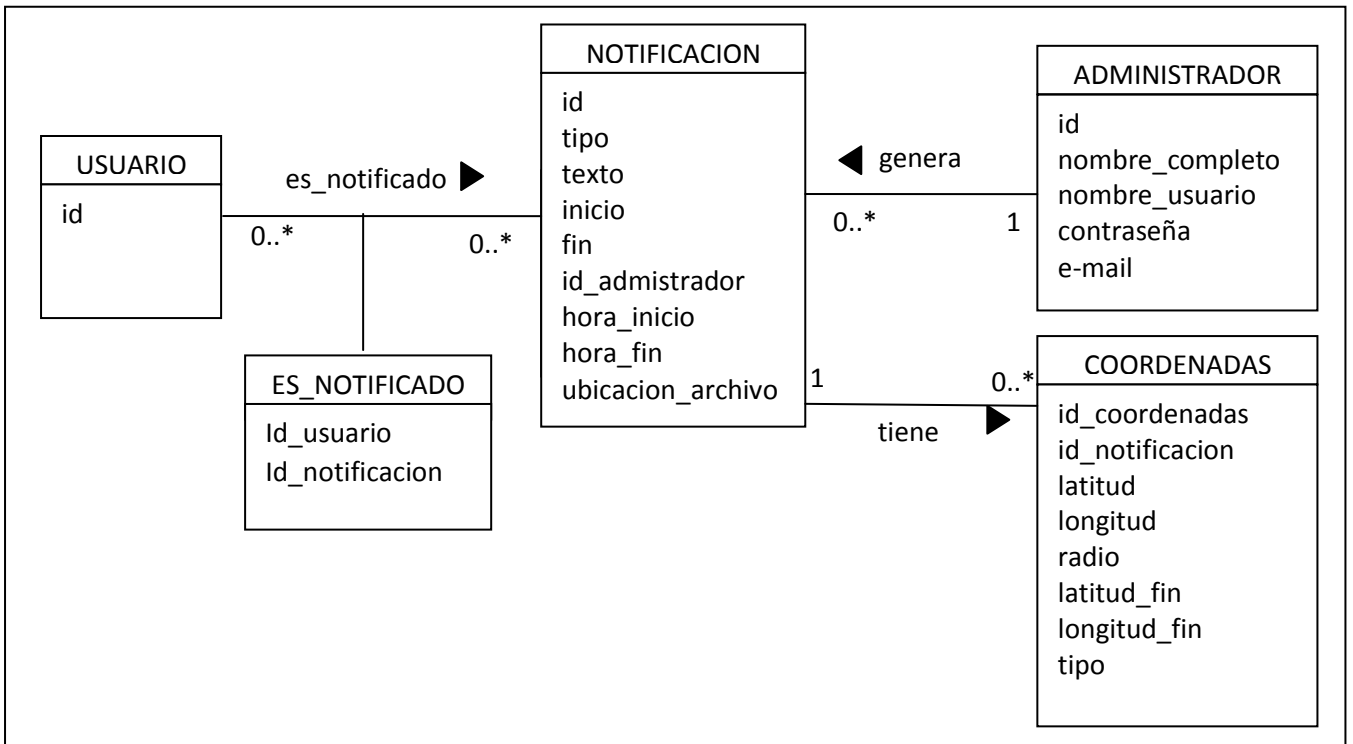 USUARIO
id
es_notificado
0..*
0..*
ES_NOTIFICADO
Id_usuario
Id_notificacion
NOTIFICACION
id
tipo
texto
inicio
fin
id_admistrador
hora_inicio
hora_fin
ubicacion_archivo
genera
0..*
1
ADMINISTRADOR
id
nombre_completo
nombre_usuario
contraseña
e-mail
1
0..*
tiene
COORDENADAS
id_coordenadas
id_notificacion
latitud
longitud
radio
latitud_fin
longitud_fin
tipo